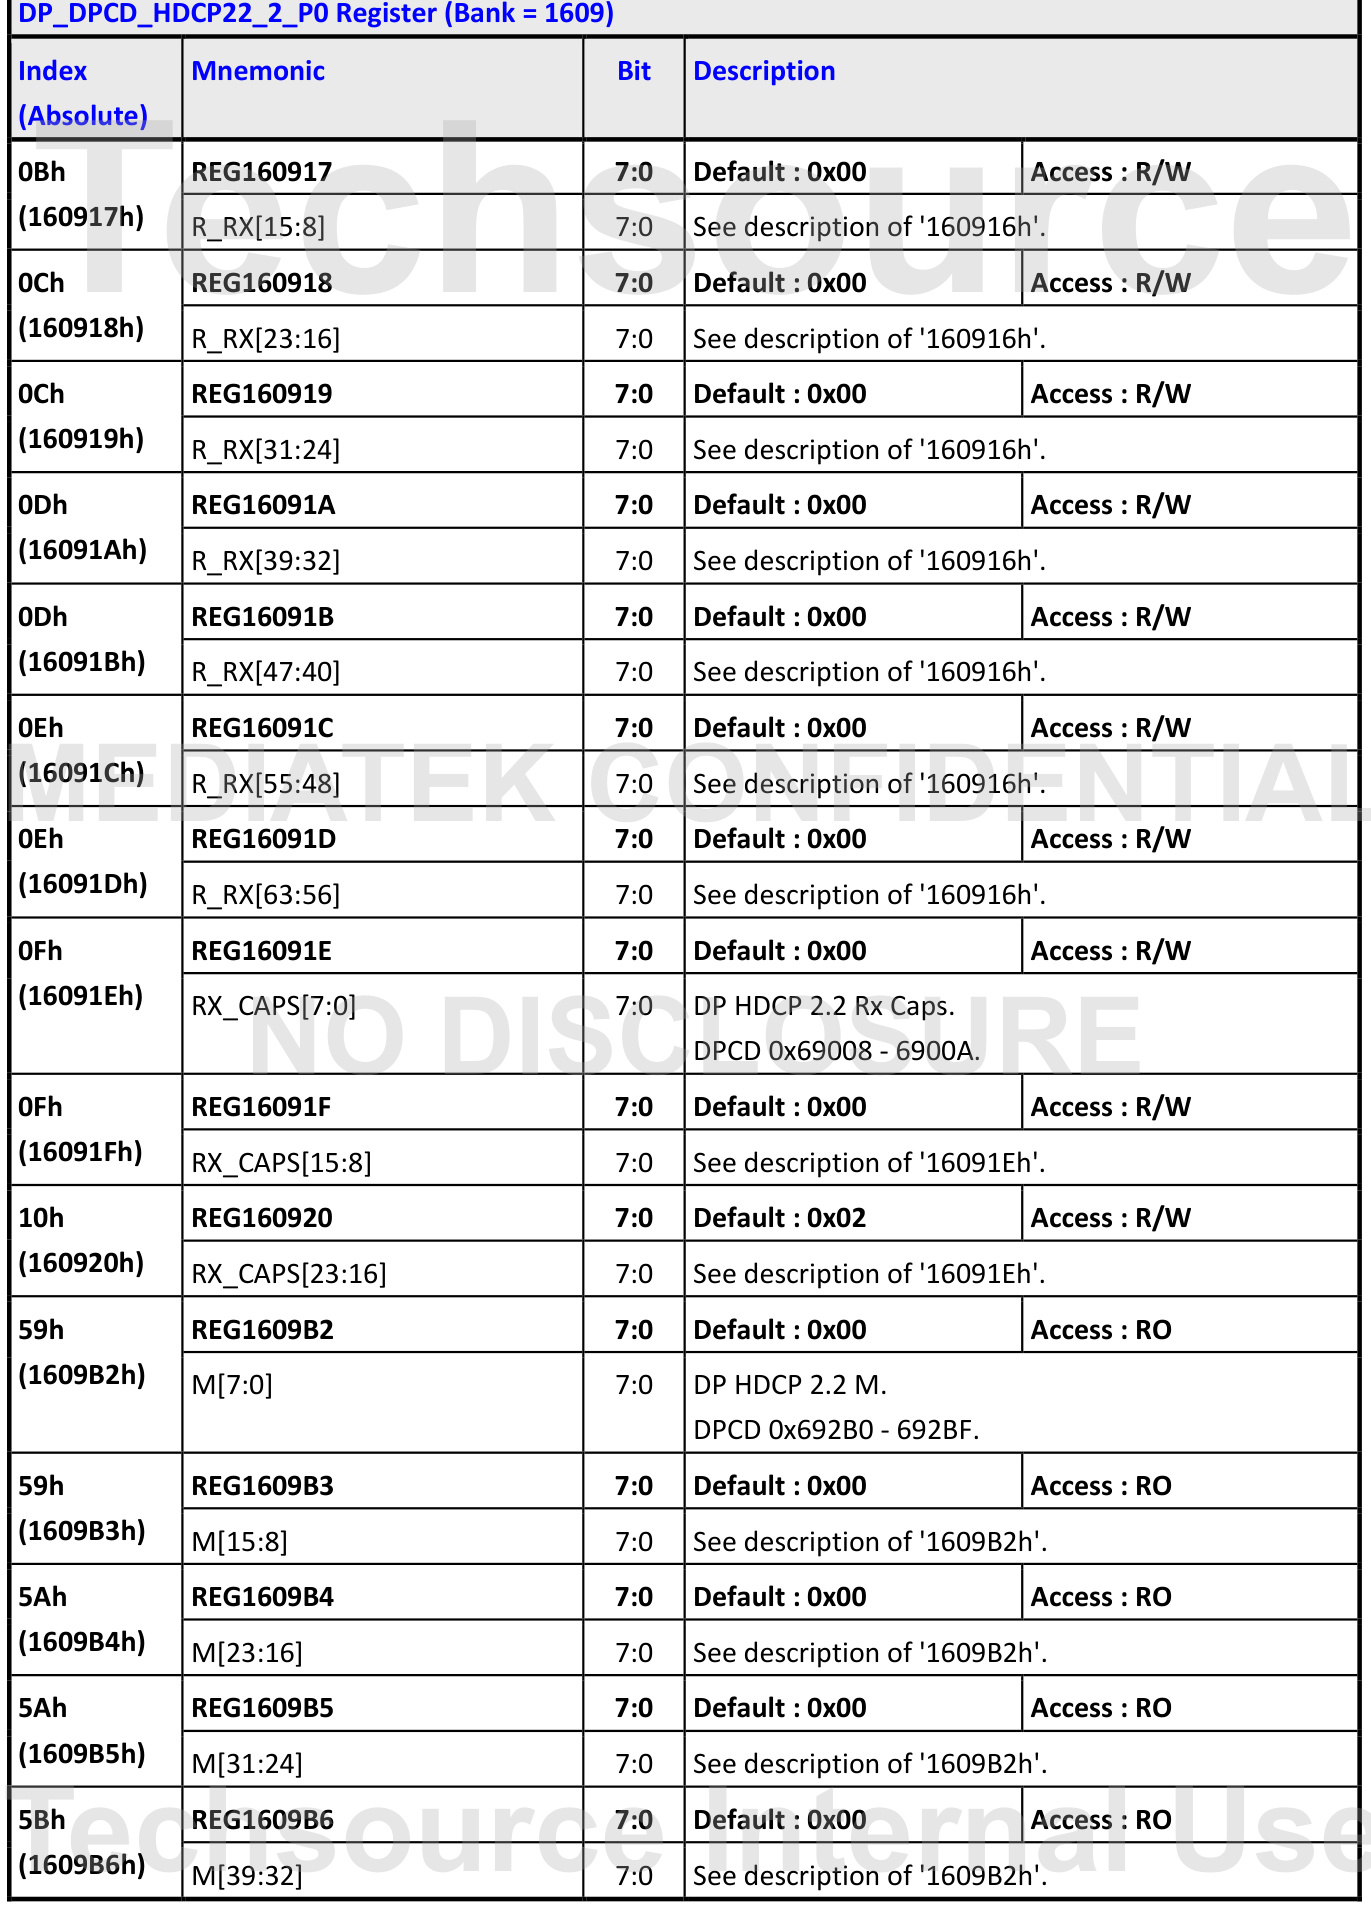 DP_DPCD_HDCP22_2_P0 Register (Bank = 1609)
Index (Absolute) Mnemonic Bit Description
0Bh (160917h) REG160917 7:0 Default : 0x00 Access : R/W
R_RX[15:8] 7:0 See description of '160916h'.
0Ch (160918h) REG160918 7:0 Default : 0x00 Access : R/W
R_RX[23:16] 7:0 See description of '160916h'.
0Ch (160919h) REG160919 7:0 Default : 0x00 Access : R/W
R_RX[31:24] 7:0 See description of '160916h'.
0Dh (16091Ah) REG16091A 7:0 Default : 0x00 Access : R/W
R_RX[39:32] 7:0 See description of '160916h'.
0Dh (16091Bh) REG16091B 7:0 Default : 0x00 Access : R/W
R_RX[47:40] 7:0 See description of '160916h'.
0Eh (16091Ch) REG16091C 7:0 Default : 0x00 Access : R/W
R_RX[55:48] 7:0 See description of '160916h'.
0Eh (16091Dh) REG16091D 7:0 Default : 0x00 Access : R/W
R_RX[63:56] 7:0 See description of '160916h'.
0Fh (16091Eh) REG16091E 7:0 Default : 0x00 Access : R/W
RX_CAPS[7:0] 7:0 DP HDCP 2.2 Rx Caps.
DPCD 0x69008 - 6900A.
0Fh (16091Fh) REG16091F 7:0 Default : 0x00 Access : R/W
RX_CAPS[15:8] 7:0 See description of '16091Eh'.
10h (160920h) REG160920 7:0 Default : 0x02 Access : R/W
RX_CAPS[23:16] 7:0 See description of '16091Eh'.
59h (1609B2h) REG1609B2 7:0 Default : 0x00 Access : RO
M[7:0] 7:0 DP HDCP 2.2 M.
DPCD 0x692B0 - 692BF.
59h (1609B3h) REG1609B3 7:0 Default : 0x00 Access : RO
M[15:8] 7:0 See description of '1609B2h'.
5Ah (1609B4h) REG1609B4 7:0 Default : 0x00 Access : RO
M[23:16] 7:0 See description of '1609B2h'.
5Ah (1609B5h) REG1609B5 7:0 Default : 0x00 Access : RO
M[31:24] 7:0 See description of '1609B2h'.
5Bh (1609B6h) REG1609B6 7:0 Default : 0x00 Access : RO
M[39:32] 7:0 See description of '1609B2h'.
Techsource
MEDIATEK CONFIDENTIAL
NO DISCLOSURE
Techsource Internal Use